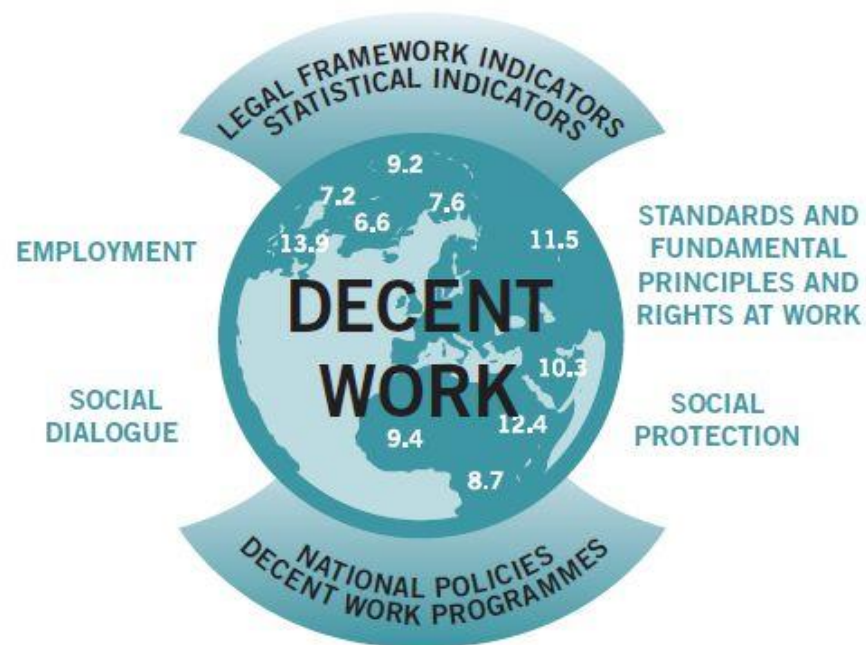 LEGAL FRAMEWORK INDICATORS
STATISTICAL INDICATORS
9.2
7.2
7.6
6.6
13.9
11.5
EMPLOYMENT
STANDARDS AND
FUNDAMENTAL
PRINCIPLES AND
RIGHTS AT WORK
DECENT
WORK
10.3
SOCIAL
DIALOGUE
9.4
12.4
8.7
SOCIAL
PROTECTION
NATIONAL POLICIES
DECENT WORK PROGRAMMES